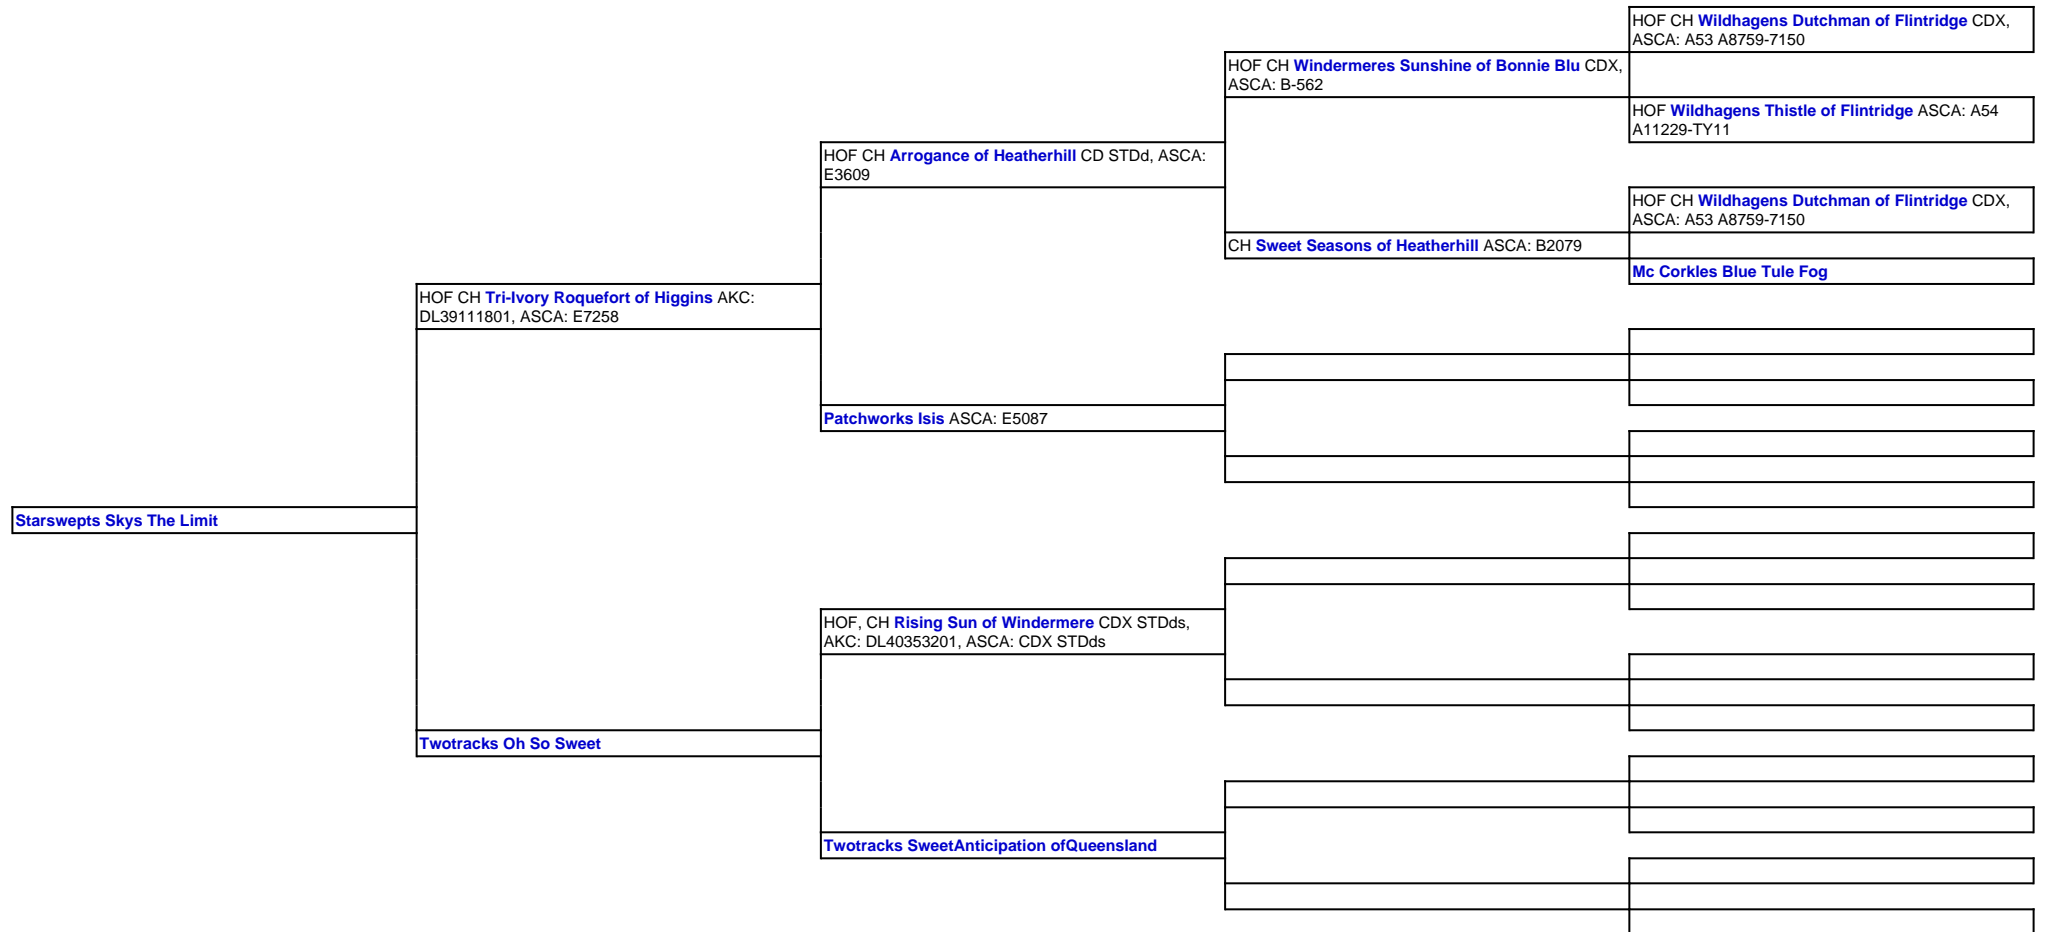 HOF CH Wildhagens Dutchman of Flintridge CDX,
ASCA: A53 A8759-7150
HOF CH Windermeres Sunshine of Bonnie Blu CDX,
ASCA: B-562
HOF Wildhagens Thistle of Flintridge ASCA: A54
A11229-TY11
HOF CH Arrogance of Heatherhill CD STDd, ASCA:
E3609
HOF CH Wildhagens Dutchman of Flintridge CDX,
ASCA: A53 A8759-7150
CH Sweet Seasons of Heatherhill ASCA: B2079
Mc Corkles Blue Tule Fog
HOF CH Tri-Ivory Roquefort of Higgins AKC:
DL39111801, ASCA: E7258
Patchworks Isis ASCA: E5087
Starswepts Skys The Limit
HOF, CH Rising Sun of Windermere CDX STDds,
AKC: DL40353201, ASCA: CDX STDds
Twotracks Oh So Sweet
Twotracks SweetAnticipation ofQueensland